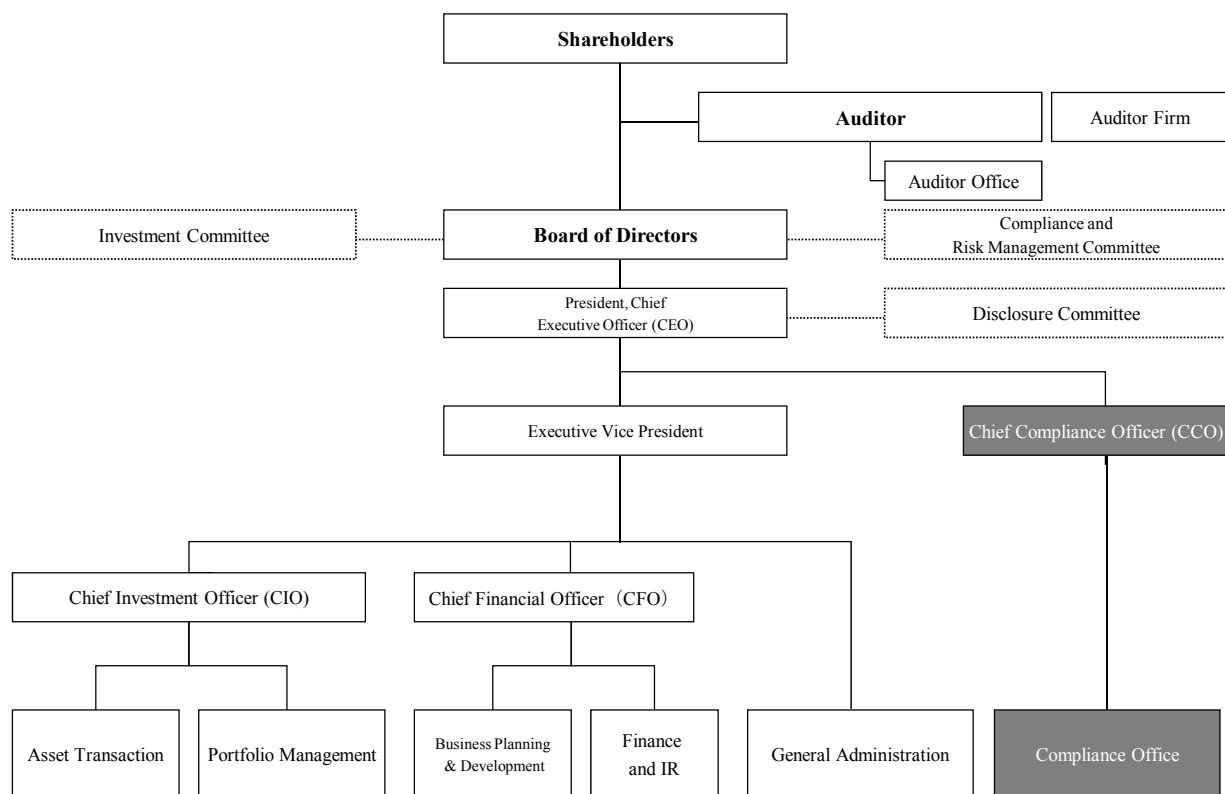 Shareholders
Auditor
Auditor Firm
Auditor Office
Investment Committee
Board of Directors
Compliance and
Risk Management Committee
President, Chief
Executive Officer (CEO)
Disclosure Committee
Executive Vice President
Chief Compliance Officer (CCO)
Chief Investment Officer (CIO)
Chief Financial Officer（CFO）
Asset Transaction
Portfolio Management
Business Planning
& Development
Finance
and IR
General Administration
Compliance Office